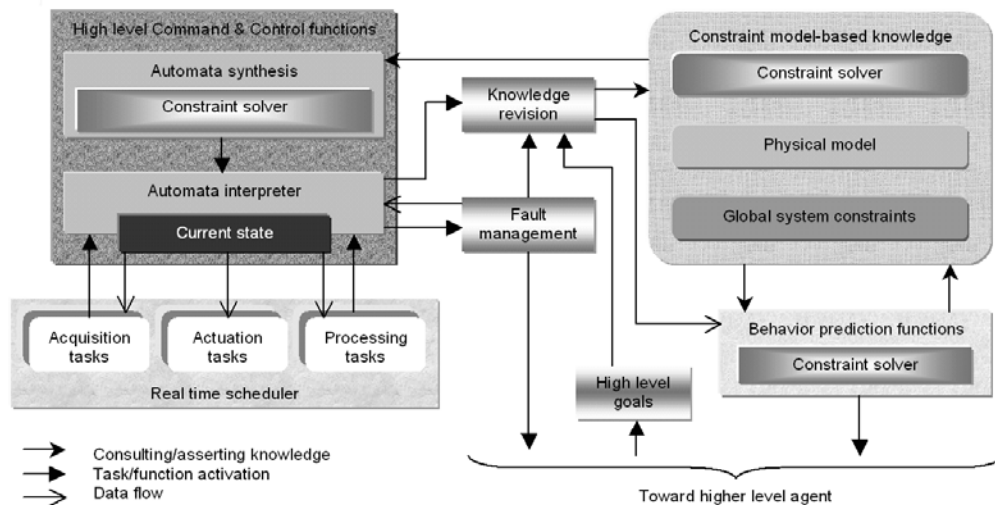 High level Command & Control functions
Automata synthesis
Constraint solver
Automata interpreter
Current state
Acquisition
tasks
Actuation
tasks
Processing
tasks
Real time scheduler
Knowledge
revision
Fault
management
High level
goals
Constraint model-based knowledge
Constraint solver
Physical model
Global system constraints
Behavior prediction functions
Constraint solver
Consulting/asserting knowledge
Task/function activation
Data flow
Toward higher level agent